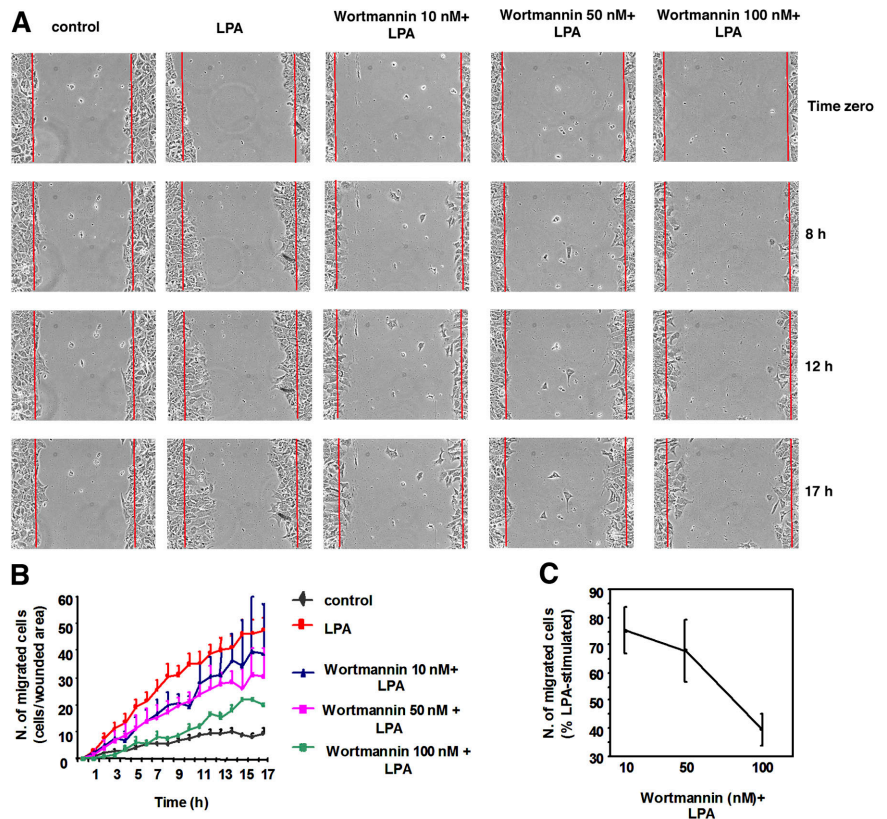 A
control
LPA
Wortmannin 10 nM+
LPA
Wortmannin 50 nM+
LPA
Wortmannin 100 nM+
LPA
Time zero
8 h
12 h
17 h
B
N. of migrated cells
(cells/wounded area)
60
50
40
30
20
10
0
1 3 5 7 9 11 13 15 17
Time (h)
control
LPA
Wortmannin 10 nM+
LPA
Wortmannin 50 nM +
LPA
Wortmannin 100 nM +
LPA
C
N. of migrated cells
(% LPA-stimulated)
90
80
70
60
50
40
30
10 50 100
Wortmannin (nM)+
LPA